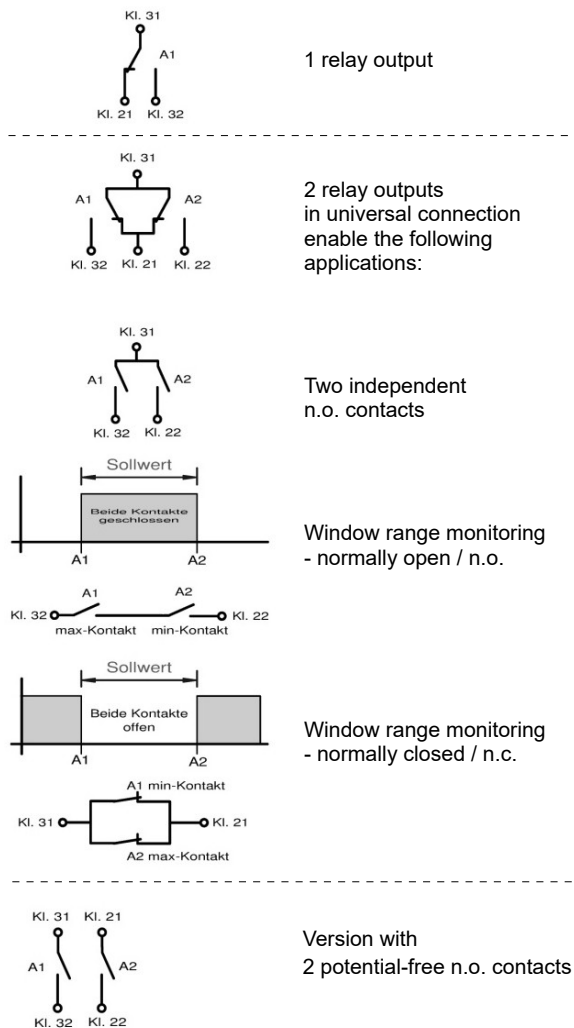 Kl. 31
A1
Kl. 21 Kl. 32
1 relay output
Kl. 31
A1 A2
Kl. 32 Kl. 21 Kl. 22
2 relay outputs
in universal connection
enable the following
applications:
Kl. 31
A1 A2
Kl. 32 Kl. 22
Two independent
n.o. contacts
Sollwert
Beide Kontakte
geschlossen
A1 A2
Window range monitoring
- normally open / n.o.
A1 A2
Kl. 32 Kl. 22
max-Kontakt min-Kontakt
Sollwert
Beide Kontakte
offen
A1 A2
Window range monitoring
- normally closed / n.c.
A1 min-Kontakt
Kl. 31 Kl. 21
A2 max-Kontakt
Kl. 31 Kl. 21
A1 A2
Kl. 32 Kl. 22
Version with
2 potential-free n.o. contacts